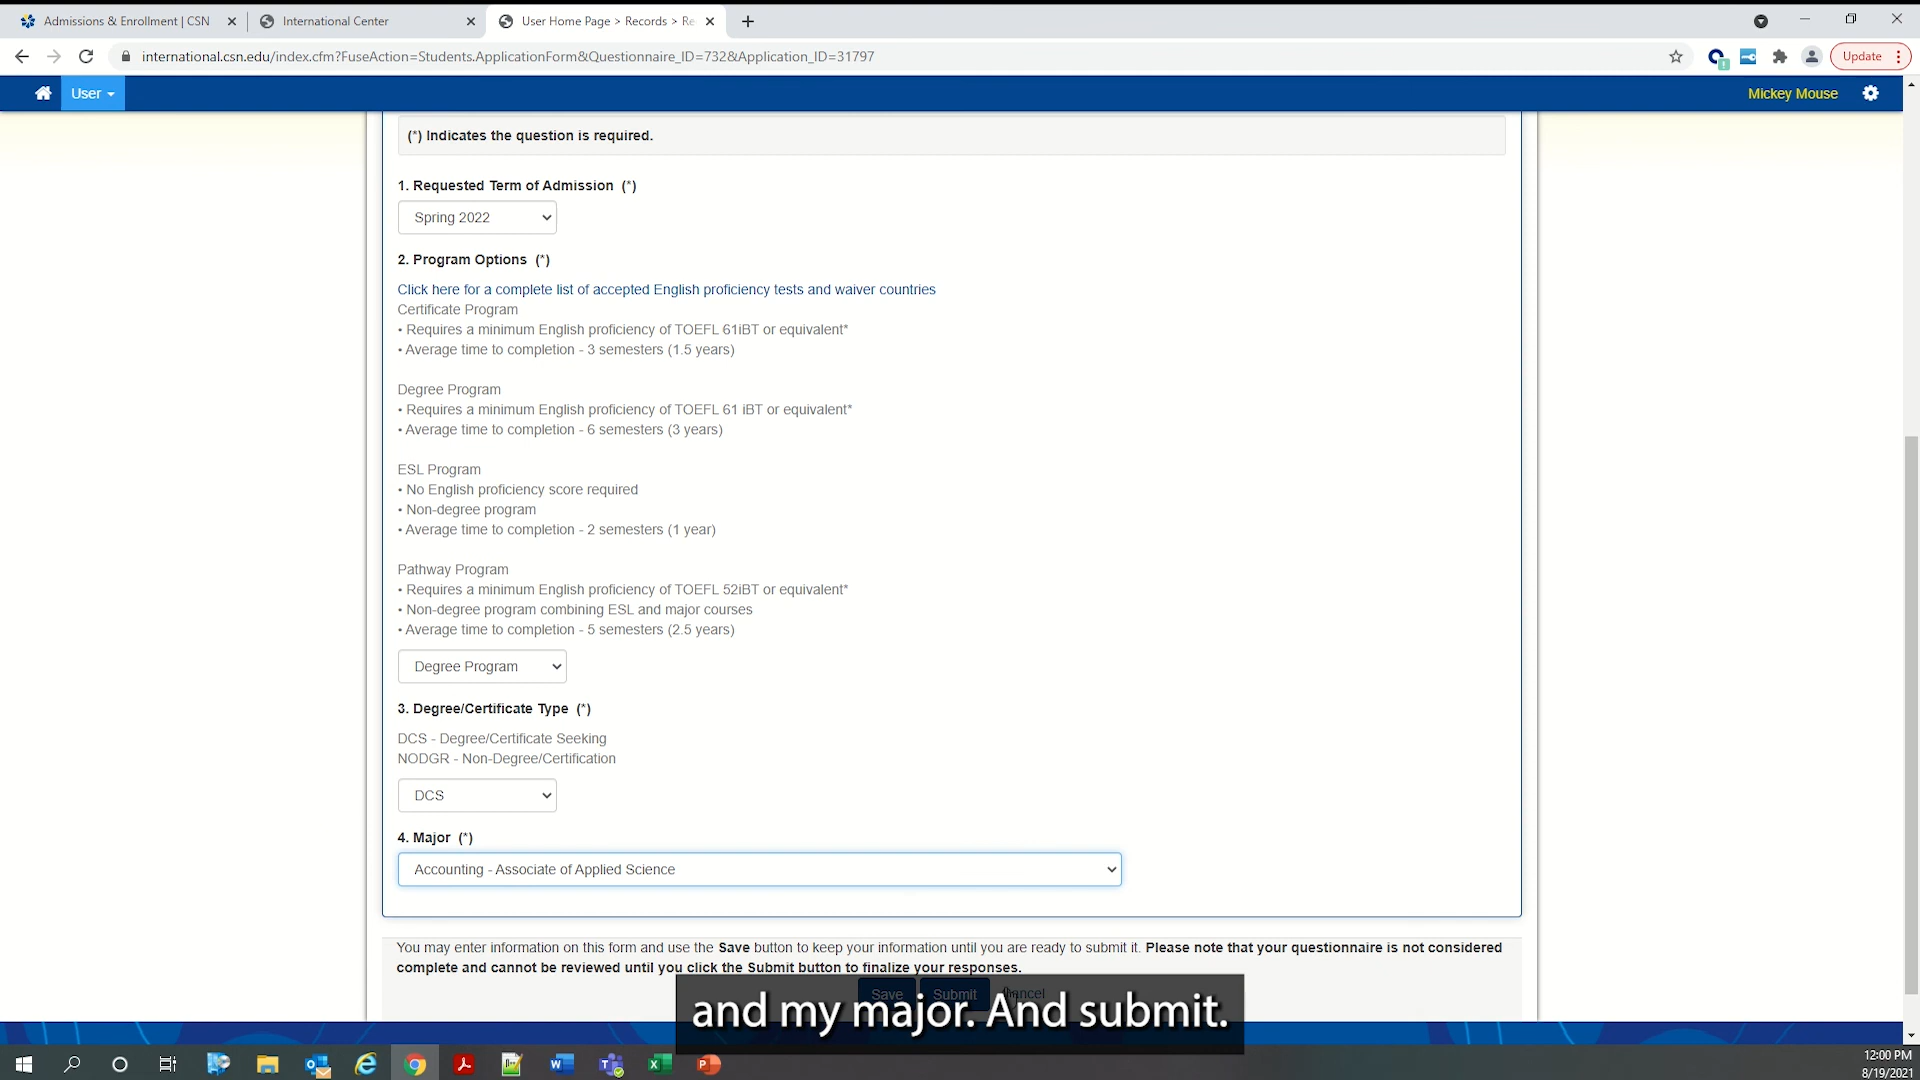 Admissions & Enrollment | CSN
International Center
User Home Page > Records > Re
international.csn.edu/index.cfm?FuseAction=Students.ApplicationForm&Questionnaire_ID=732&Application_ID=31797
Update
User
Mickey Mouse
(*) Indicates the question is required.
1. Requested Term of Admission (*)
Spring 2022
2. Program Options (*)
Click here for a complete list of accepted English proficiency tests and waiver countries
Certificate Program
• Requires a minimum English proficiency of TOEFL 61iBT or equivalent*
• Average time to completion - 3 semesters (1.5 years)
Degree Program
• Requires a minimum English proficiency of TOEFL 61 iBT or equivalent*
• Average time to completion - 6 semesters (3 years)
ESL Program
• No English proficiency score required
• Non-degree program
• Average time to completion - 2 semesters (1 year)
Pathway Program
• Requires a minimum English proficiency of TOEFL 52iBT or equivalent*
• Non-degree program combining ESL and major courses
• Average time to completion - 5 semesters (2.5 years)
Degree Program
3. Degree/Certificate Type (*)
DCS - Degree/Certificate Seeking
NODGR - Non-Degree/Certification
DCS
4. Major (*)
Accounting - Associate of Applied Science
You may enter information on this form and use the Save button to keep your information until you are ready to submit it. Please note that your questionnaire is not considered
complete and cannot be reviewed until you click the Submit button to finalize your responses.
Save Submit Cancel
and my major. And submit.
12:00 PM
8/19/2021